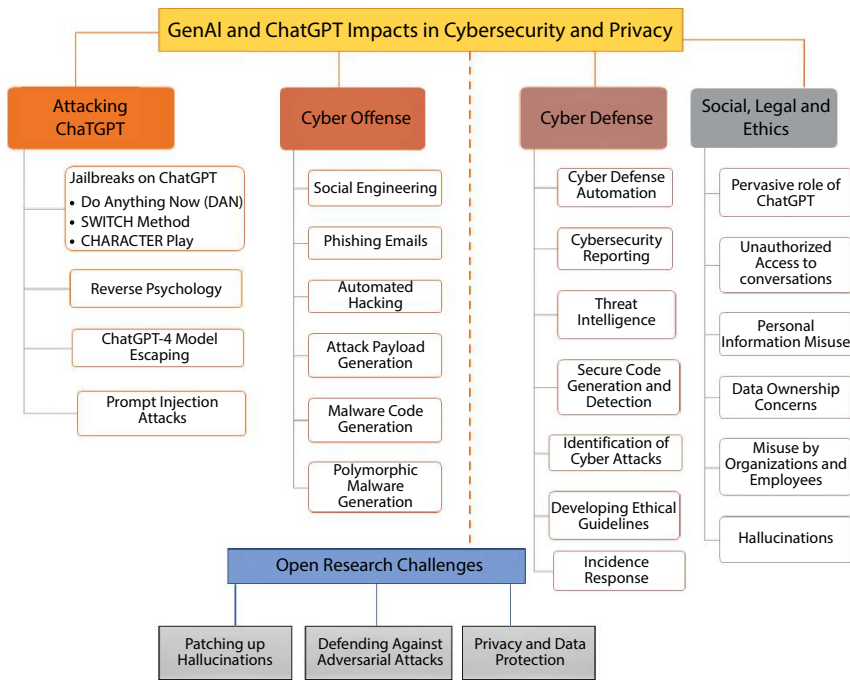 GenAI and ChatGPT Impacts in Cybersecurity and Privacy
Attacking
ChaTGPT
Jailbreaks on ChatGPT
• Do Anything Now (DAN)
• SWITCH Method
• CHARACTER Play
Reverse Psychology
ChatGPT-4 Model
Escaping
Prompt Injection
Attacks
Cyber Offense
Social Engineering
Phishing Emails
Automated
Hacking
Attack Payload
Generation
Malware Code
Generation
Polymorphic
Malware
Generation
Cyber Defense
Cyber Defense
Automation
Cybersecurity
Reporting
Threat
Intelligence
Secure Code
Generation and
Detection
Identification of
Cyber Attacks
Developing Ethical
Guidelines
Incidence
Response
Social, Legal and
Ethics
Pervasive role of
ChatGPT
Unauthorized
Access to
conversations
Personal
Information Misuse
Data Ownership
Concerns
Misuse by
Organizations and
Employees
Hallucinations
Open Research Challenges
Patching up
Hallucinations
Defending Against
Adversarial Attacks
Privacy and Data
Protection